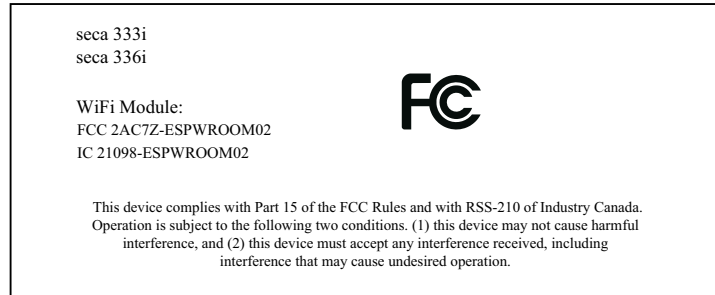 seca 333i
seca 336i
FC
WiFi Module:
FCC 2AC7Z-ESPWROOM02
IC 21098-ESPWROOM02
This device complies with Part 15 of the FCC Rules and with RSS-210 of Industry Canada.
Operation is subject to the following two conditions. (1) this device may not cause harmful
interference, and (2) this device must accept any interference received, including
interference that may cause undesired operation.